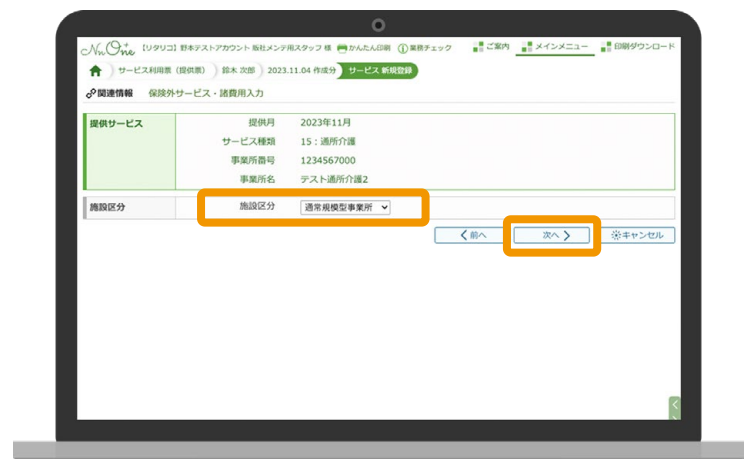 NuOne 【リタリコ】野本テストアカウント 販社メンテ用スタッフ 様 かんたん印刷 業務チェック ご案内 メインメニュー 印刷ダウンロード
サービス利用票（提供票） 鈴木 次郎 2023.11.04 作成分 サービス 新規登録
関連情報 保険外サービス・諸費用入力
提供サービス 提供月 2023年11月
サービス種類 15：通所介護
事業所番号 1234567000
事業所名 テスト通所介護2
施設区分 施設区分 通常規模型事業所
前へ 次へ キャンセル